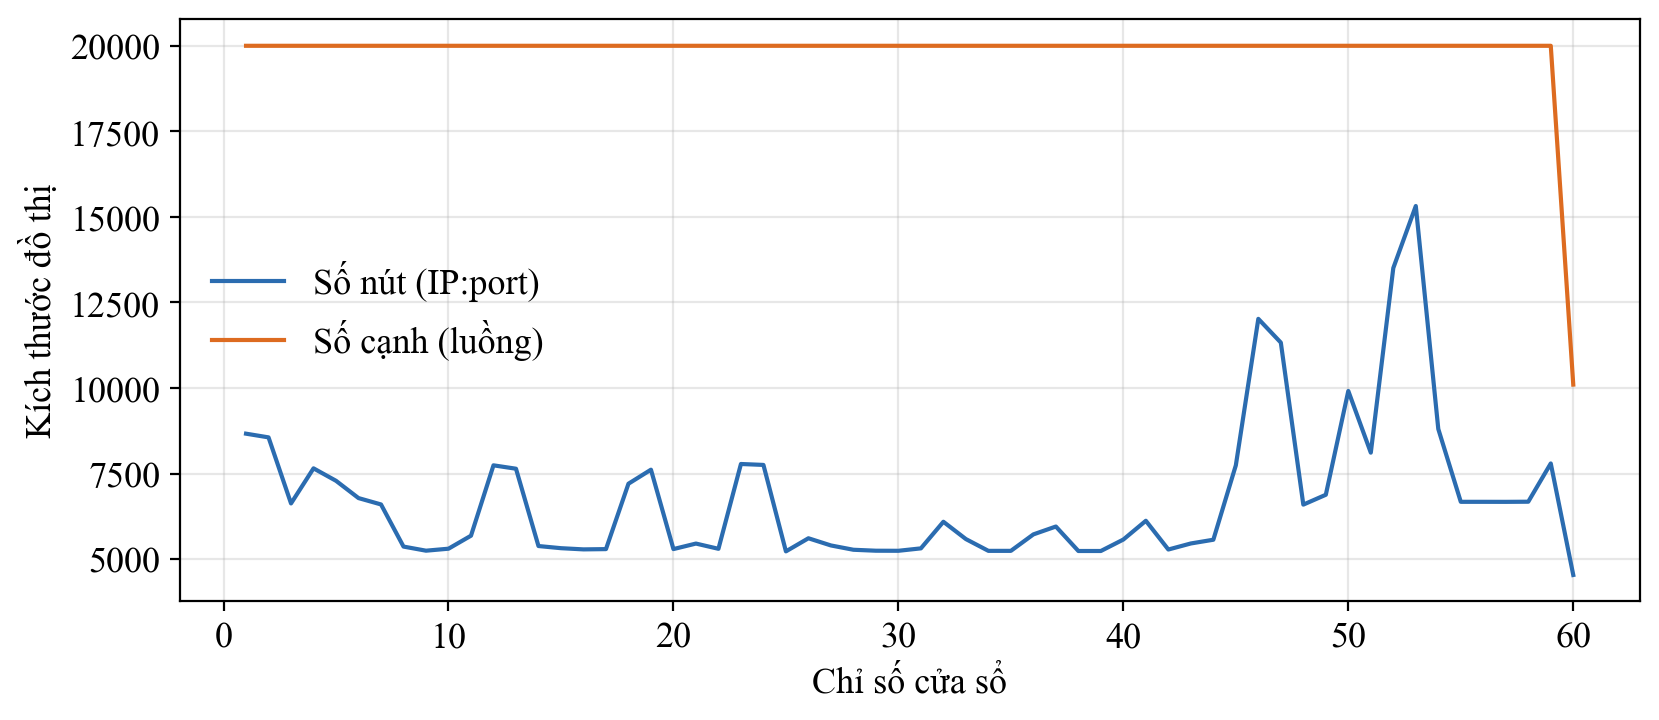 20000
17500
15000
12500
10000
7500
5000
Kích thước đồ thị
Số nút (IP:port)
Số cạnh (luồng)
0 10 20 30 40 50 60
Chỉ số cửa sổ